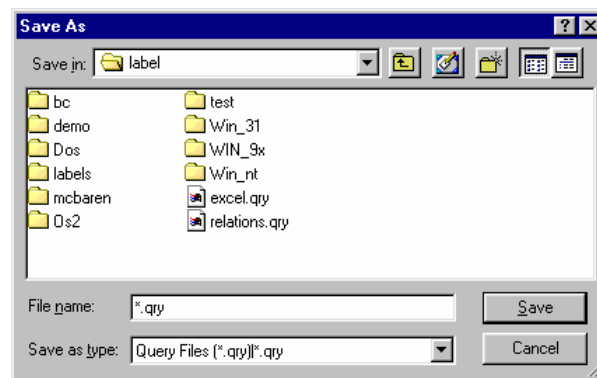 Save As
Save in: label
bc
demo
Dos
labels
mcbaren
Os2
test
Win_31
WIN_9x
Win_nt
excel.qry
relations.qry
File name: *.qry
Save
Save as type: Query Files (*.qry)|*.qry
Cancel